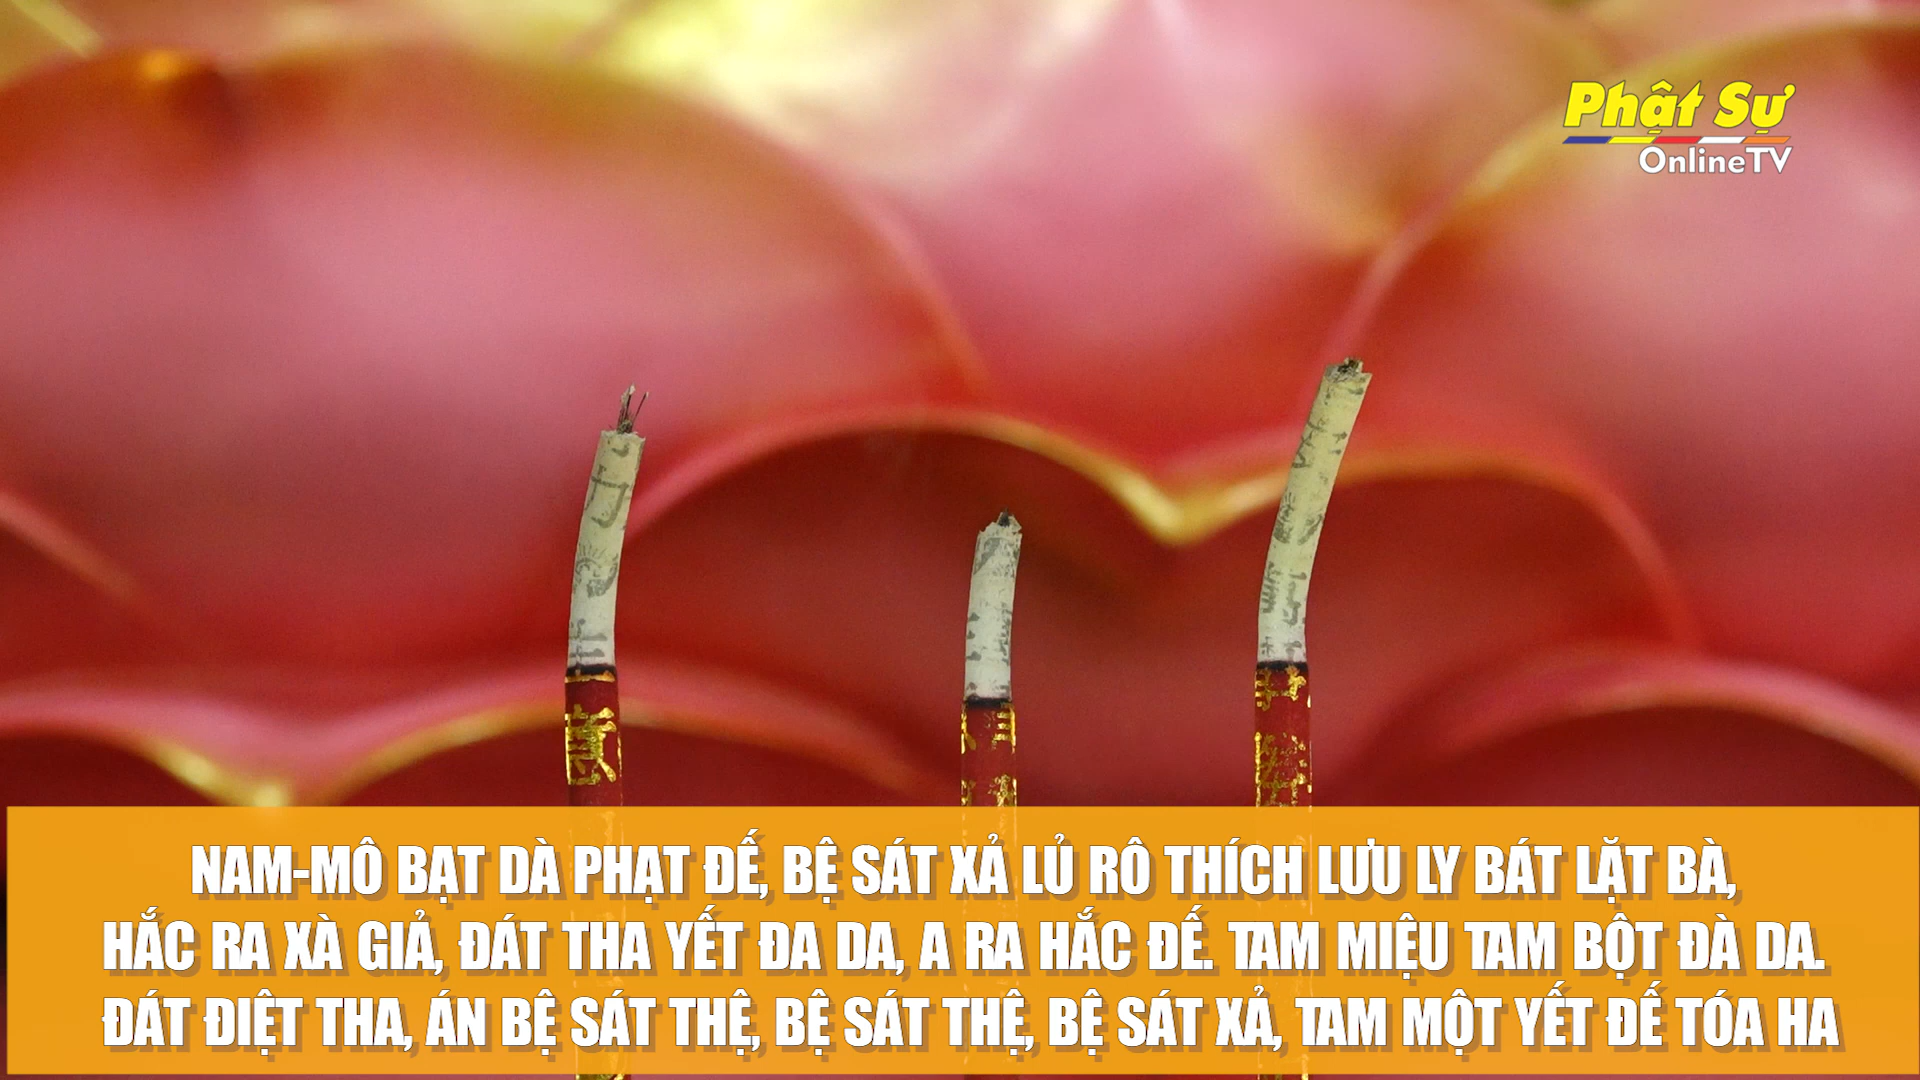 Phật Sự
OnlineTV
NAM-MÔ BẠT DÀ PHẠT ĐẾ, BỆ SÁT XẢ LỦ RÔ THÍCH LƯU LY BÁT LẶT BÀ,
HẮC RA XÀ GIẢ, ĐÁT THA YẾT ĐA DA, A RA HẮC ĐẾ. TAM MIỆU TAM BỘT ĐÀ DA.
ĐÁT ĐIỆT THA, ÁN BỆ SÁT THỆ, BỆ SÁT THỆ, BỆ SÁT XẢ, TAM MỘT YẾT ĐẾ TÓA HA